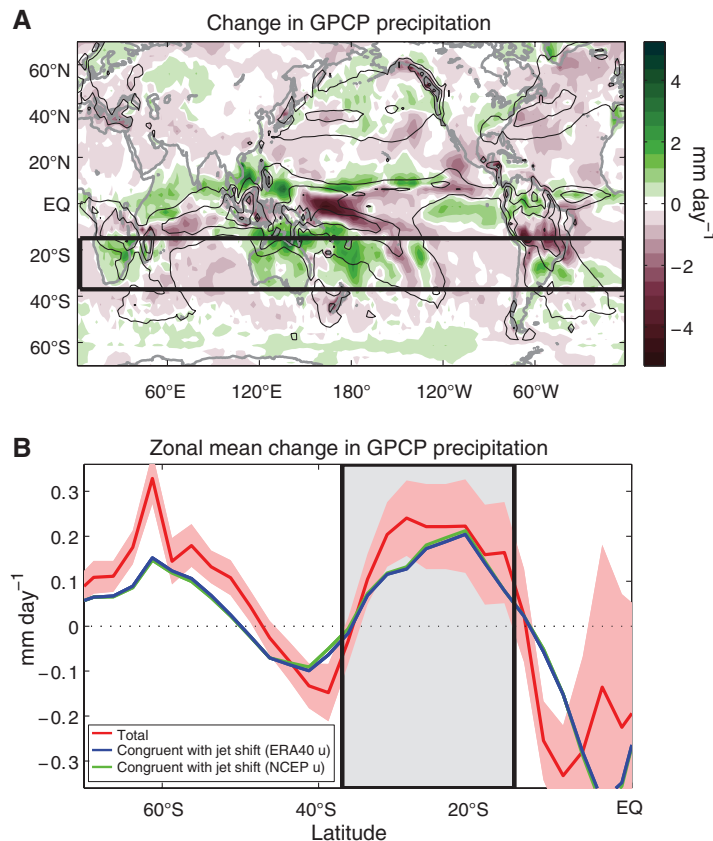 A
Change in GPCP precipitation
60°N
40°N
20°N
EQ
20°S
40°S
60°S
60°E 120°E 180° 120°W 60°W
4
2
0
−2
−4
mm day−1
B
Zonal mean change in GPCP precipitation
0.3
0.2
0.1
0
−0.1
−0.2
−0.3
mm day−1
Total
Congruent with jet shift (ERA40 u)
Congruent with jet shift (NCEP u)
60°S 40°S 20°S EQ
Latitude